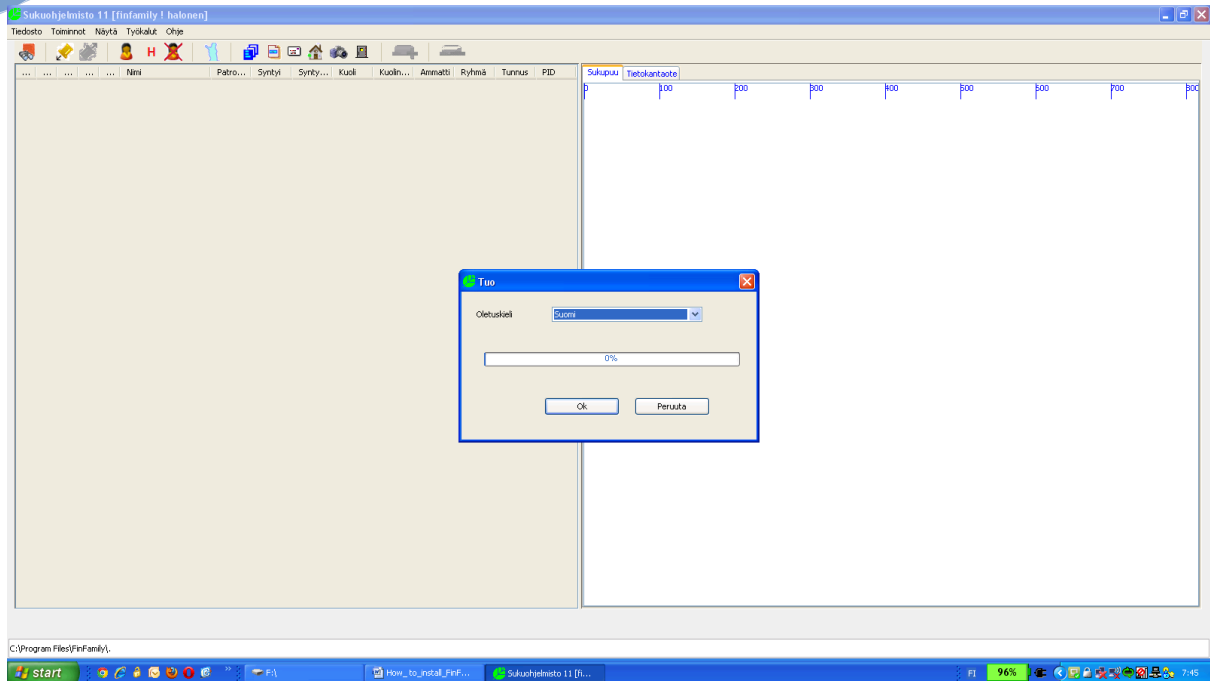 Sukuohjelmisto 11 [finfamily ! halonen]
Tiedosto Toiminnot Näytä Työkalut Ohje
H
... ... ... ... ... Nimi Patro... Syntyi Synty... Kuoli Kuolin... Ammatti Ryhmä Tunnus PID
Sukupuu Tietokantaote
0 100 200 300 400 500 600 700 800
Tuo
Oletuskieli Suomi
0%
Ok Peruuta
C:\Program Files\FinFamily\.
start F:\ How_to_install_FinF... Sukuohjelmisto 11 [fi... FI 96% 7:45